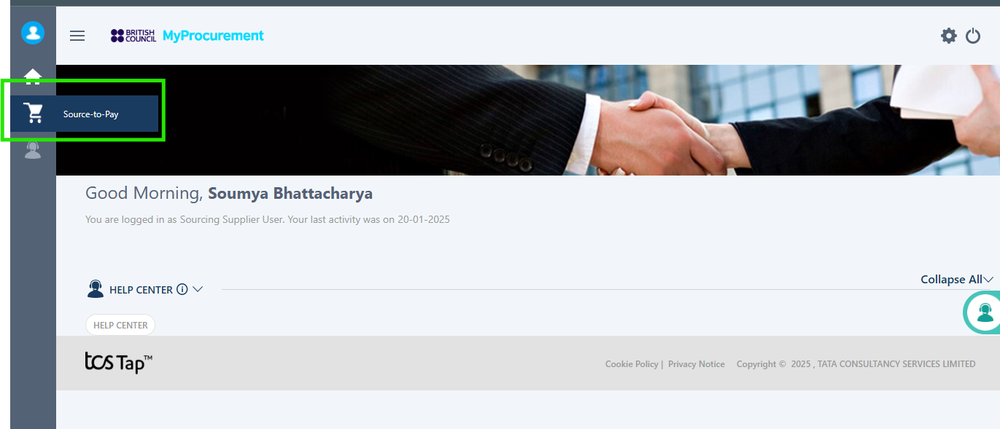 BRITISH
COUNCIL
MyProcurement
Source-to-Pay
Good Morning, Soumya Bhattacharya
You are logged in as Sourcing Supplier User. Your last activity was on 20-01-2025
Collapse All
HELP CENTER
HELP CENTER
tcs Tap™
Cookie Policy | Privacy Notice Copyright © 2025 , TATA CONSULTANCY SERVICES LIMITED